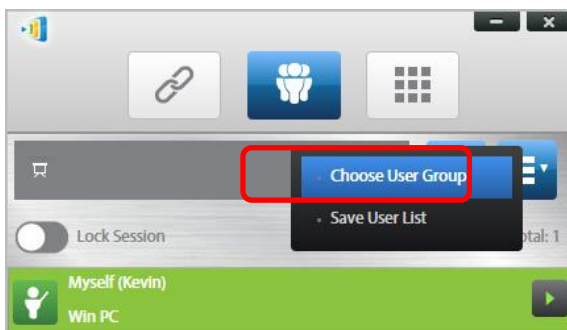 Choose User Group
Save User List
Lock Session
otal: 1
Myself (Kevin)
Win PC